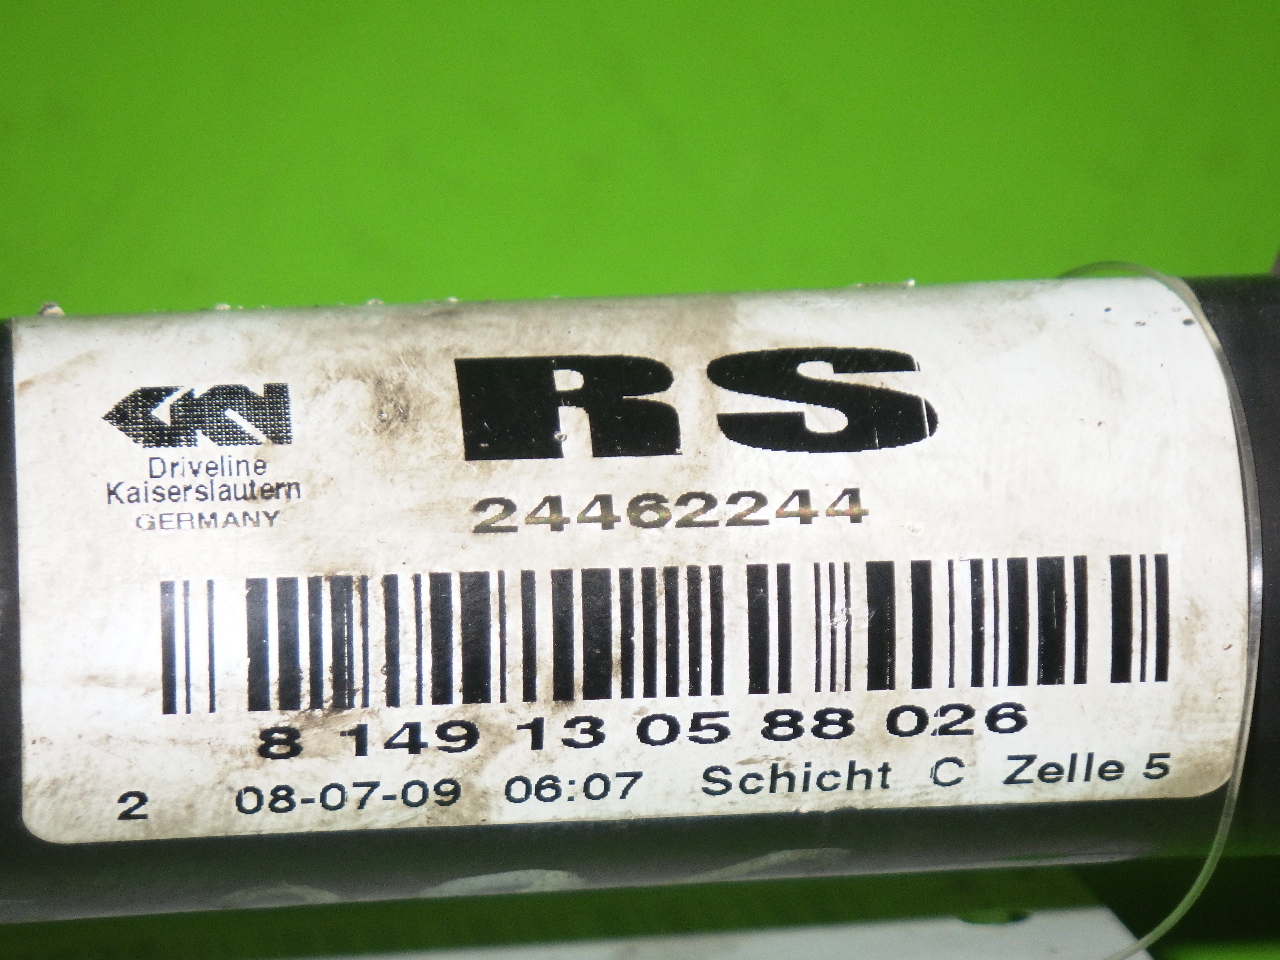 GKN
RS
Driveline
Kaiserslautern
GERMANY
24462244
8 149 13 05 88 026
2 08-07-09 06:07 Schicht C Zelle 5